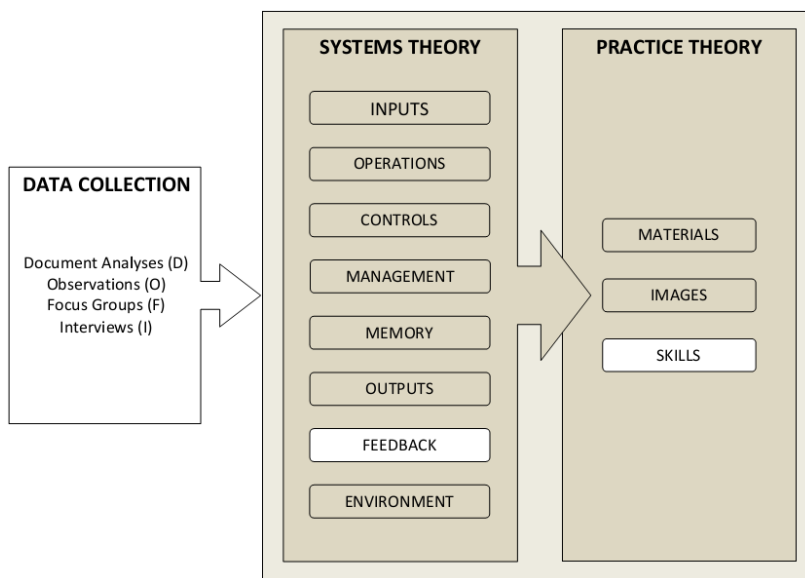 DATA COLLECTION
Document Analyses (D)
Observations (O)
Focus Groups (F)
Interviews (I)
SYSTEMS THEORY
INPUTS
OPERATIONS
CONTROLS
MANAGEMENT
MEMORY
OUTPUTS
FEEDBACK
ENVIRONMENT
PRACTICE THEORY
MATERIALS
IMAGES
SKILLS